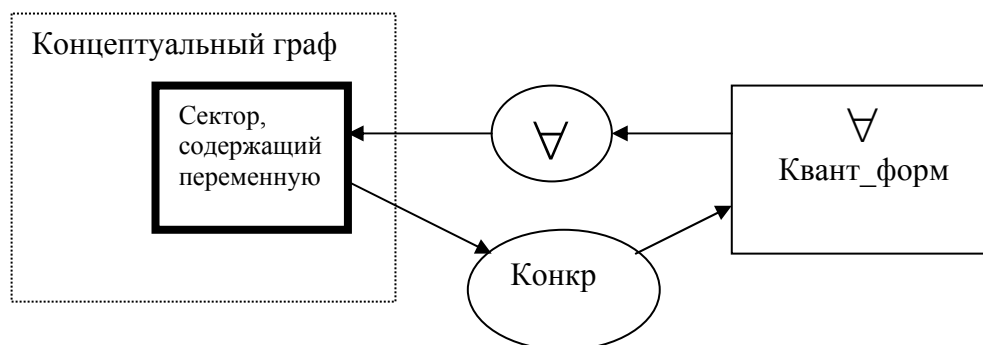 Концептуальный граф
Сектор,
содержащий
переменную
∀
∀
Квант_форм
Конкр